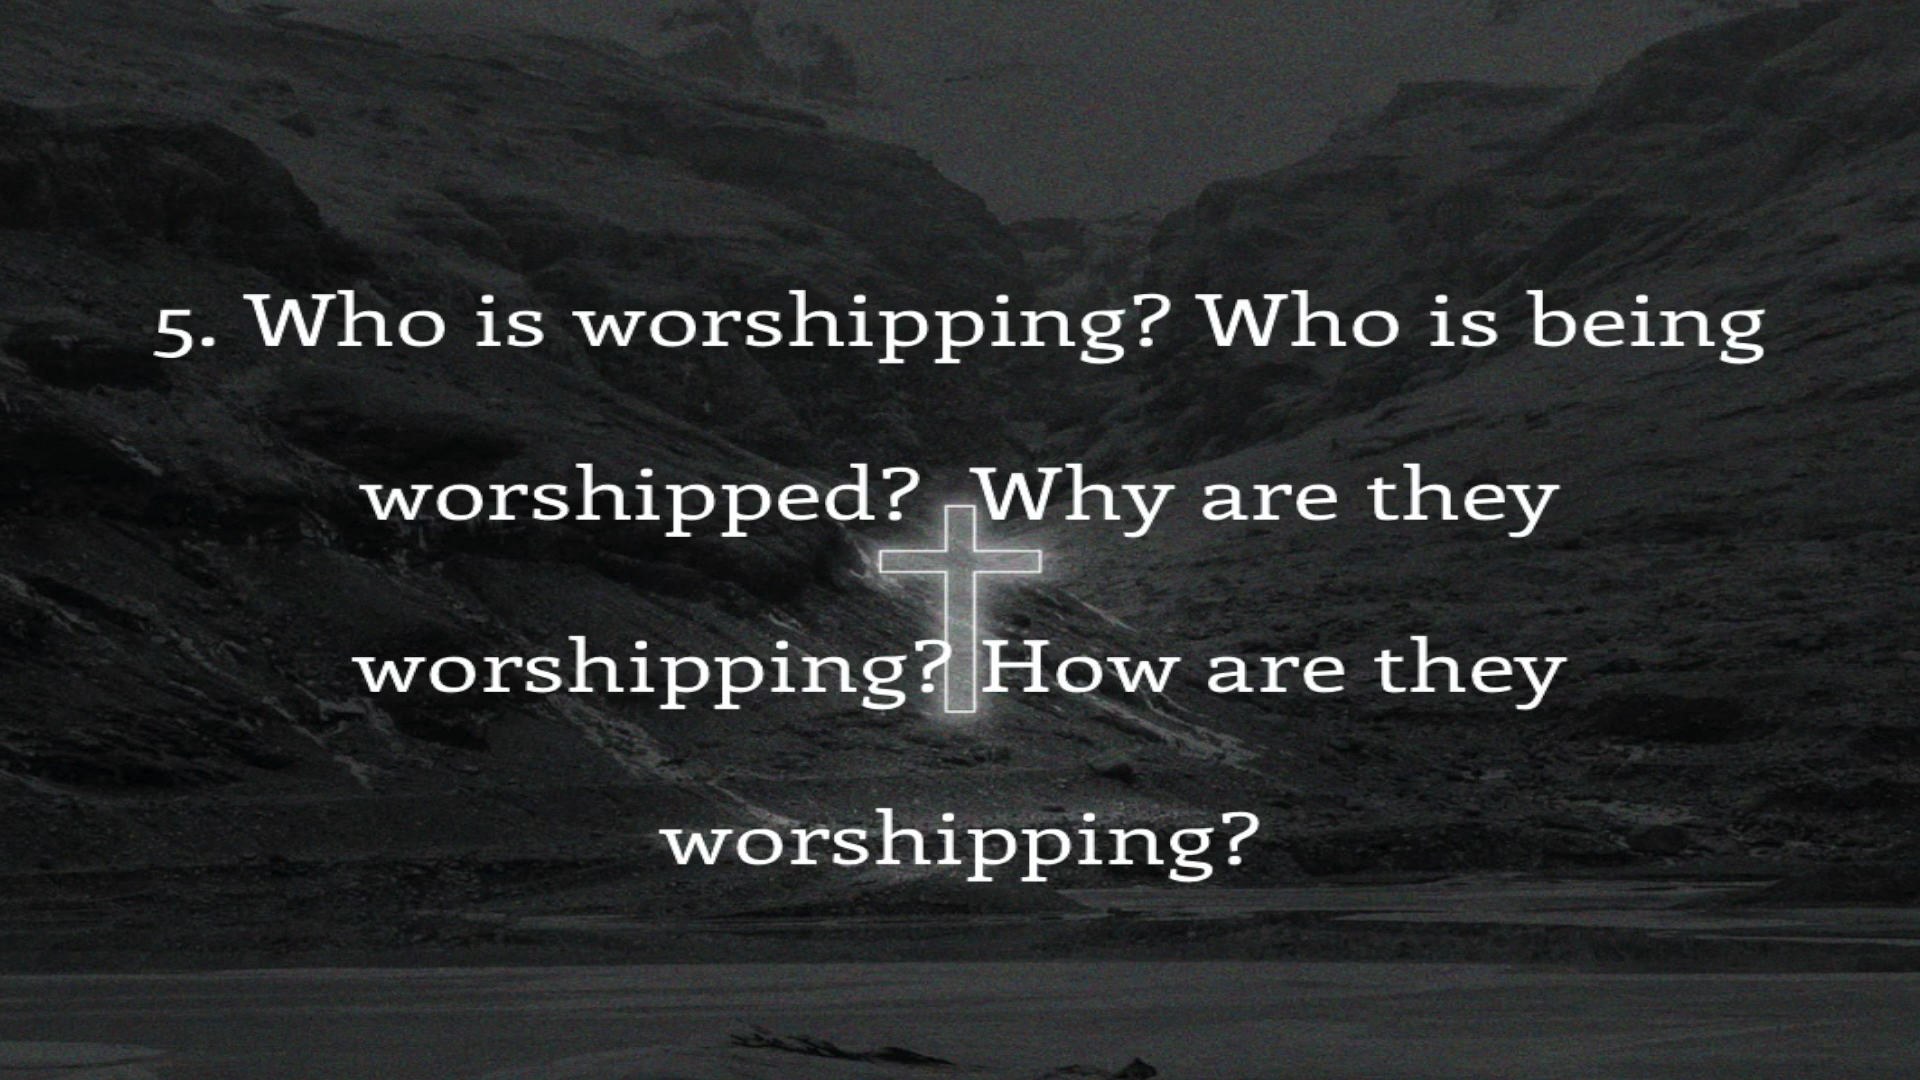 5. Who is worshipping? Who is being
worshipped?  Why are they
worshipping? How are they
worshipping?